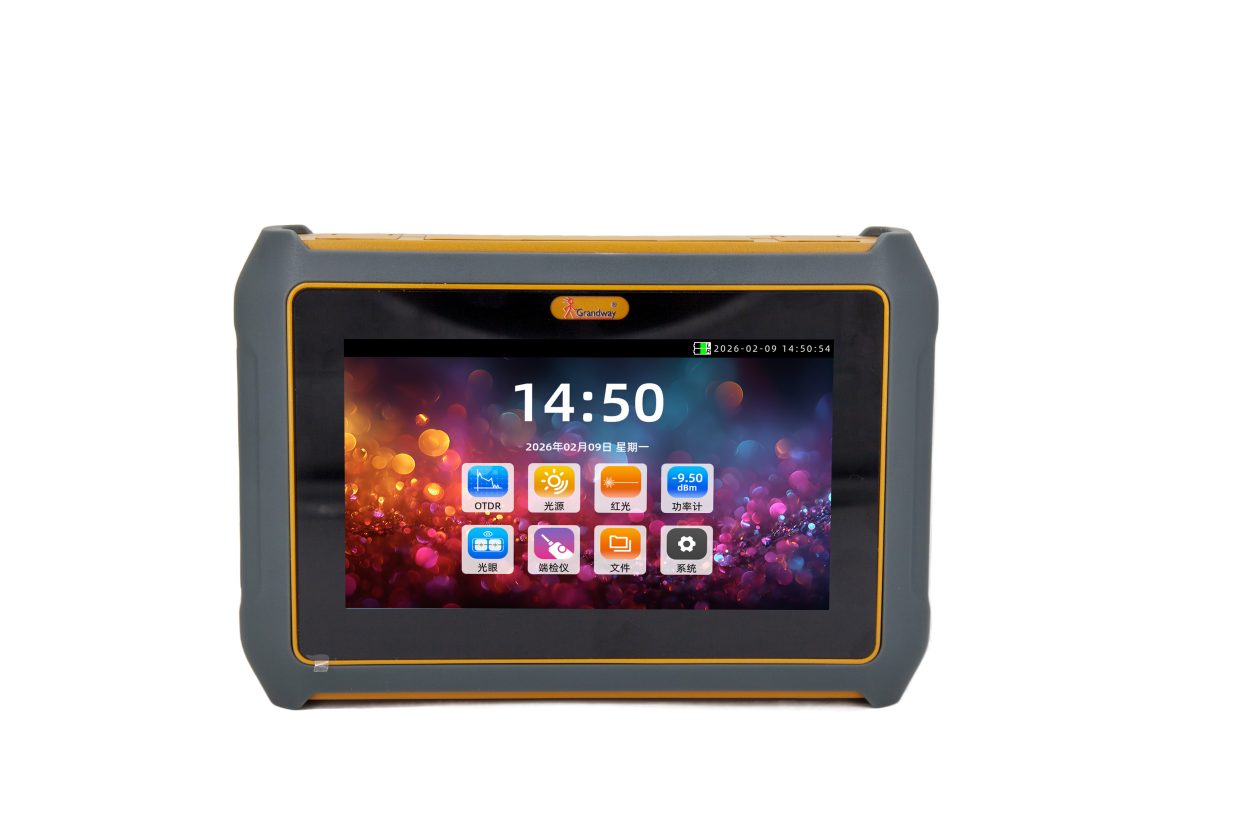 Grandway®
2026-02-09 14:50:54
14:50
2026年02月09日 星期一
-9.50
dBm
OTDR 光源 红光 功率计
光眼 端检仪 文件 系统